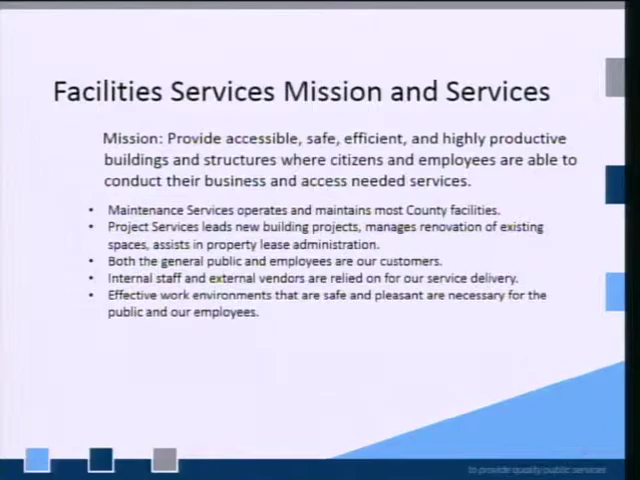 Facilities Services Mission and Services
Mission: Provide accessible, safe, efficient, and highly productive
buildings and structures where citizens and employees are able to
conduct their business and access needed services.
• Maintenance Services operates and maintains most County facilities.
• Project Services leads new building projects, manages renovation of existing
spaces, assists in property lease administration.
• Both the general public and employees are our customers.
• Internal staff and external vendors are relied on for our service delivery.
• Effective work environments that are safe and pleasant are necessary for the
public and our employees.
to provide quality public services